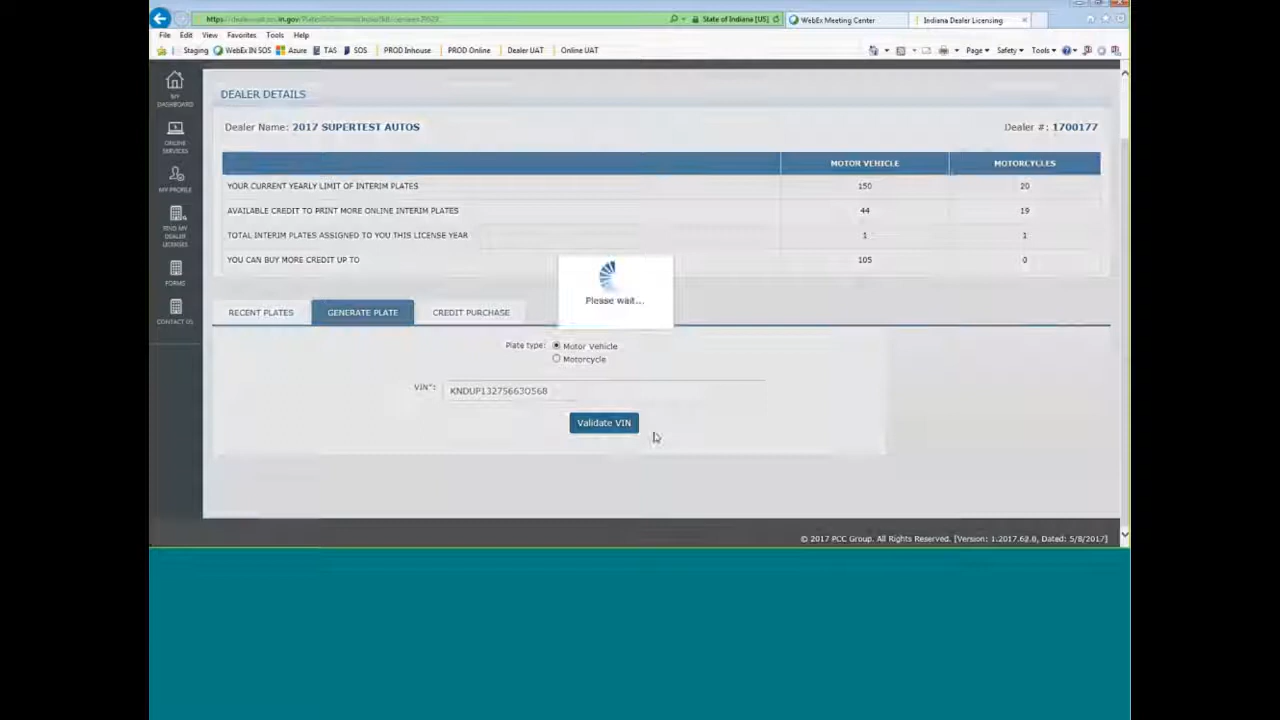 State of Indiana [US]
WebEx Meeting Center
Indiana Dealer Licensing
File Edit View Favorites Tools Help
Staging WebEx IN SOS Azure TAS SOS PROD Inhouse PROD Online Dealer UAT Online UAT
Page Safety Tools
MY DASHBOARD
ONLINE SERVICES
MY PROFILE
FIND MY DEALER LICENSES
FORMS
CONTACT US
DEALER DETAILS
Dealer Name: 2017 SUPERTEST AUTOS Dealer #: 1700177
MOTOR VEHICLE MOTORCYCLES
YOUR CURRENT YEARLY LIMIT OF INTERIM PLATES 150 20
AVAILABLE CREDIT TO PRINT MORE ONLINE INTERIM PLATES 44 19
TOTAL INTERIM PLATES ASSIGNED TO YOU THIS LICENSE YEAR 1 1
YOU CAN BUY MORE CREDIT UP TO 105 0
Please wait...
RECENT PLATES GENERATE PLATE CREDIT PURCHASE
Plate type: Motor Vehicle
Motorcycle
VIN*: KNDUP132756630568
Validate VIN
© 2017 PCC Group. All Rights Reserved. [Version: 1.2017.62.0, Dated: 5/8/2017]